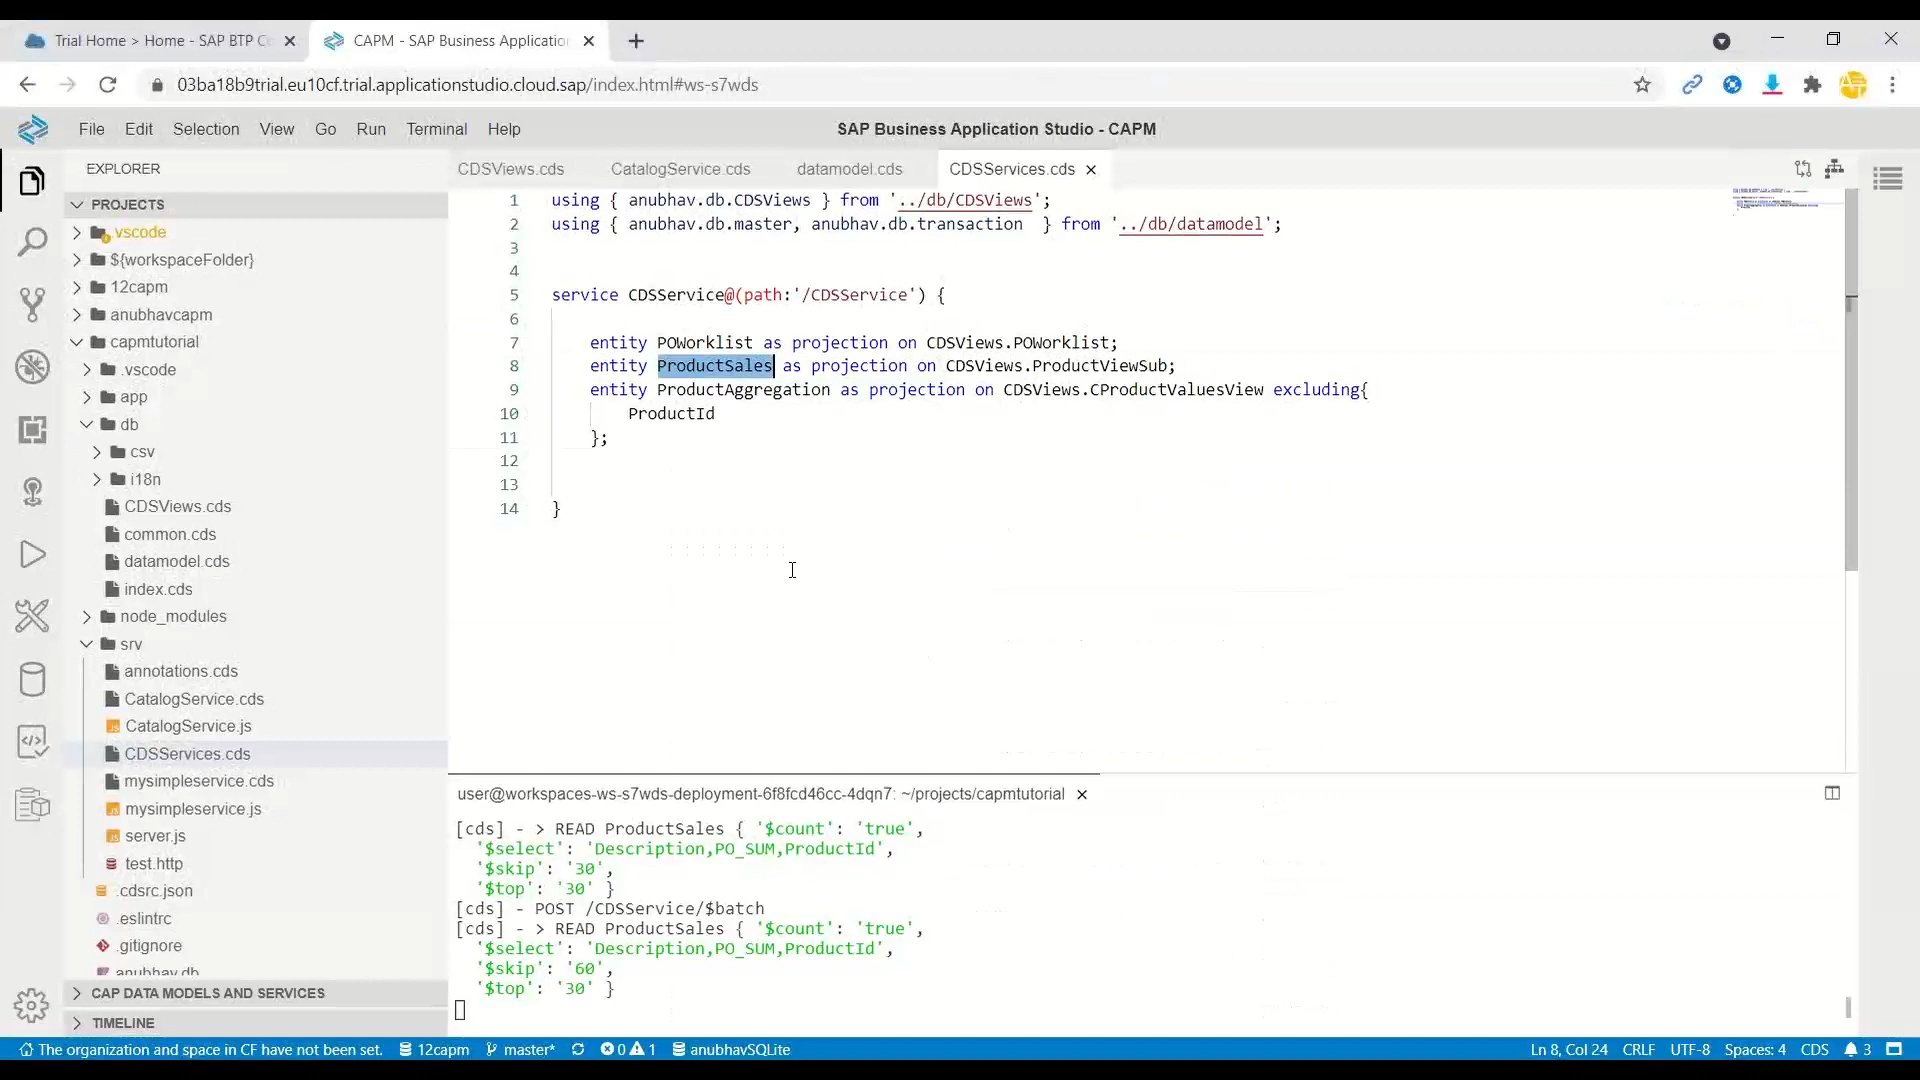 Trial Home > Home - SAP BTP C
CAPM - SAP Business Applicatio
03ba18b9trial.eu10cf.trial.applicationstudio.cloud.sap/index.html#ws-s7wds
File Edit Selection View Go Run Terminal Help
SAP Business Application Studio - CAPM
EXPLORER
PROJECTS
.vscode
${workspaceFolder}
12capm
anubhavcapm
capmtutorial
.vscode
app
db
csv
i18n
CDSViews.cds
common.cds
datamodel.cds
index.cds
node_modules
srv
annotations.cds
CatalogService.cds
CatalogService.js
CDSServices.cds
mysimpleservice.cds
mysimpleservice.js
server.js
test.http
.cdsrc.json
.eslintrc
.gitignore
anubhav.db
CAP DATA MODELS AND SERVICES
TIMELINE
CDSViews.cds CatalogService.cds datamodel.cds CDSServices.cds
1 using { anubhav.db.CDSViews } from '../db/CDSViews';
2 using { anubhav.db.master, anubhav.db.transaction } from '../db/datamodel';
3
4
5 service CDSService@(path:'/CDSService') {
6
7 entity POWorklist as projection on CDSViews.POWorklist;
8 entity ProductSales as projection on CDSViews.ProductViewSub;
9 entity ProductAggregation as projection on CDSViews.CProductValuesView excluding{
10 ProductId
11 };
12
13
14 }
user@workspaces-ws-s7wds-deployment-6f8fcd46cc-4dqn7: ~/projects/capmtutorial
[cds] - > READ ProductSales { '$count': 'true',
'$select': 'Description,PO_SUM,ProductId',
'$skip': '30',
'$top': '30' }
[cds] - POST /CDSService/$batch
[cds] - > READ ProductSales { '$count': 'true',
'$select': 'Description,PO_SUM,ProductId',
'$skip': '60',
'$top': '30' }
The organization and space in CF have not been set. 12capm master* 0 1 anubhavSQLite
Ln 8, Col 24 CRLF UTF-8 Spaces: 4 CDS 3